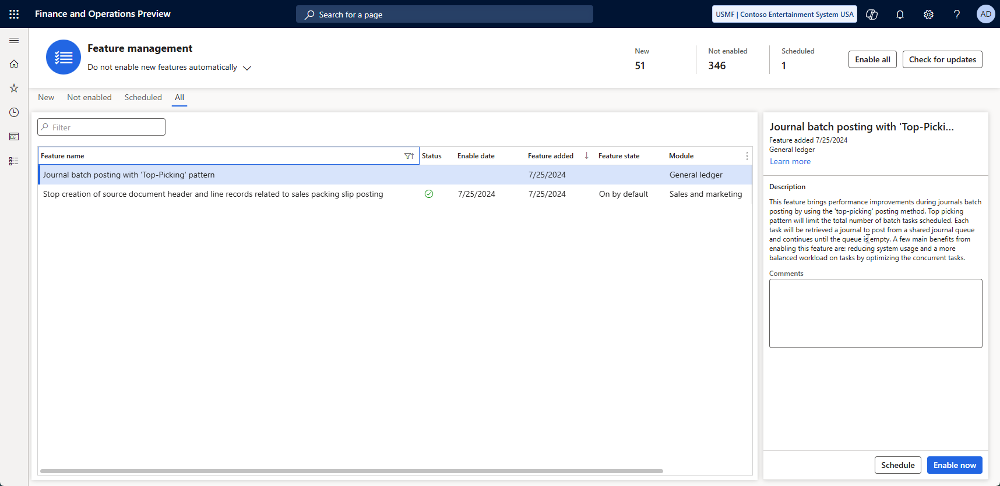 Finance and Operations Preview
Search for a page
USMF | Contoso Entertainment System USA
AD
Feature management
Do not enable new features automatically
New
51
Not enabled
346
Scheduled
1
Enable all
Check for updates
New
Not enabled
Scheduled
All
Filter
Feature name
Status
Enable date
Feature added
Feature state
Module
Journal batch posting with 'Top-Picking' pattern
7/25/2024
General ledger
Stop creation of source document header and line records related to sales packing slip posting
7/25/2024
7/25/2024
On by default
Sales and marketing
Journal batch posting with 'Top-Picki...
Feature added 7/25/2024
General ledger
Learn more
Description
This feature brings performance improvements during journals batch
posting by using the 'top-picking' posting method. Top picking
pattern will limit the total number of batch tasks scheduled. Each
task will be retrieved a journal to post from a shared journal queue
and continues until the queue is empty. A few main benefits from
enabling this feature are: reducing system usage and a more
balanced workload on tasks by optimizing the concurrent tasks.
Comments
Schedule
Enable now